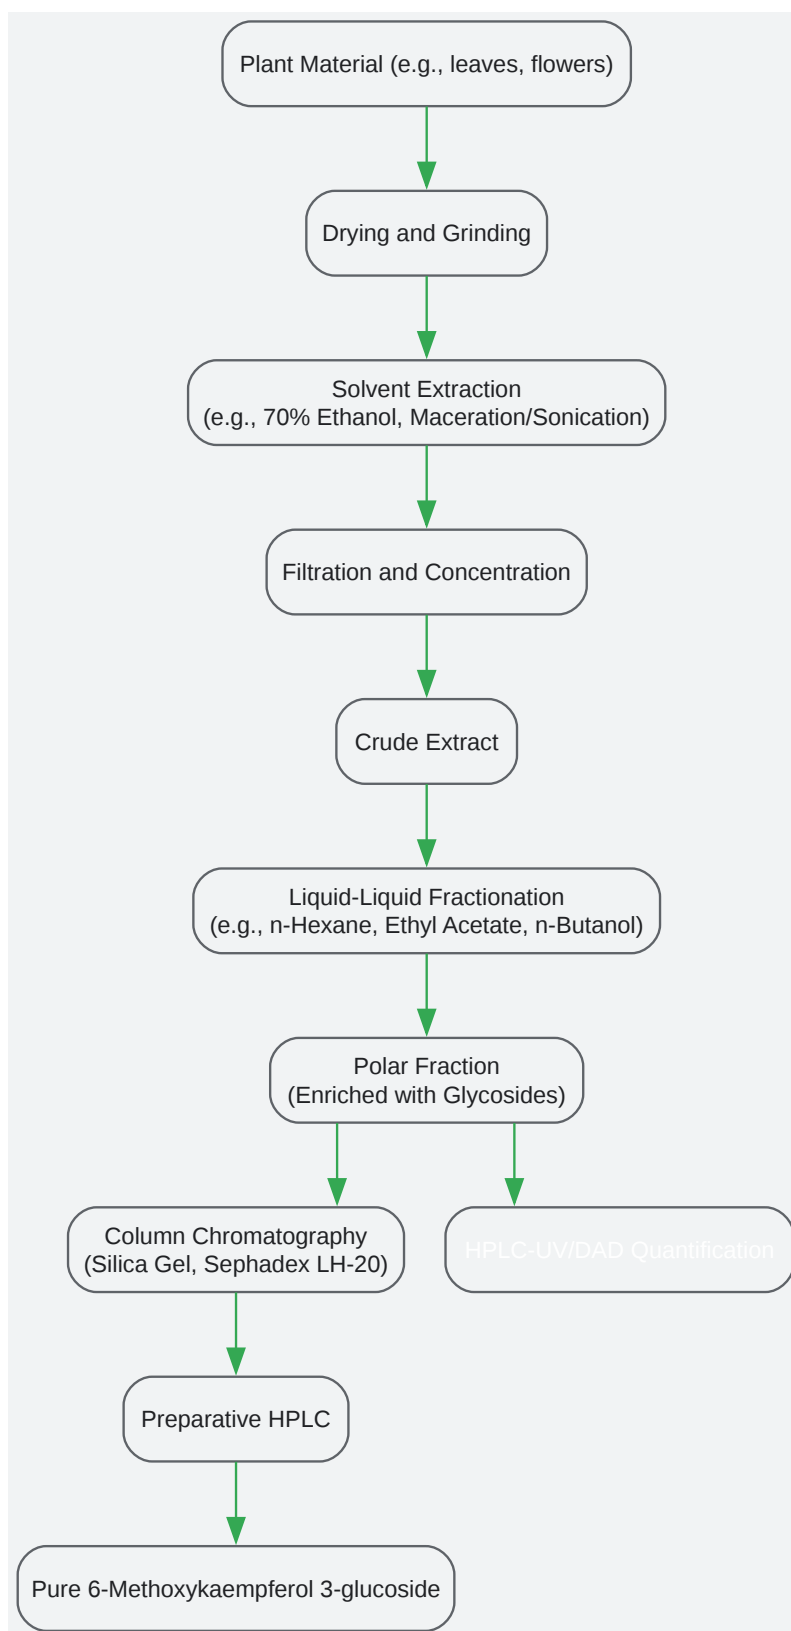 Plant Material (e.g., leaves, flowers)
Drying and Grinding
Solvent Extraction
(e.g., 70% Ethanol, Maceration/Sonication)
Filtration and Concentration
Crude Extract
Liquid-Liquid Fractionation
(e.g., n-Hexane, Ethyl Acetate, n-Butanol)
Polar Fraction
(Enriched with Glycosides)
Column Chromatography
(Silica Gel, Sephadex LH-20)
HPLC-UV/DAD Quantification
Preparative HPLC
Pure 6-Methoxykaempferol 3-glucoside